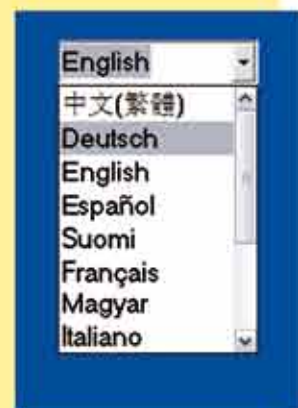 English
中文(繁體)
Deutsch
English
Español
Suomi
Français
Magyar
Italiano